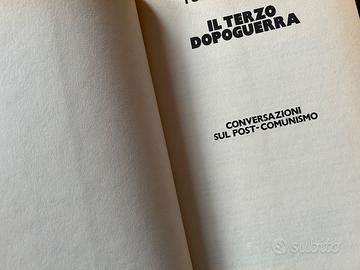 IL TERZO
DOPOGUERRA
CONVERSAZIONI
SUL POST-COMUNISMO
subito